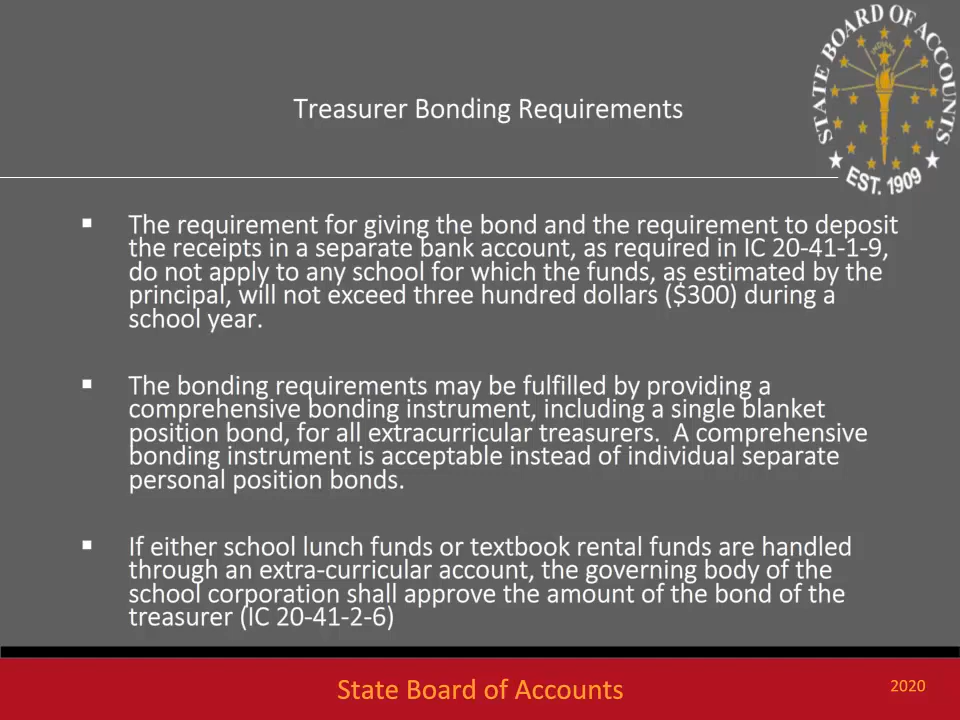 STATE BOARD OF ACCOUNTS
INDIANA
EST. 1909
Treasurer Bonding Requirements
▪ The requirement for giving the bond and the requirement to deposit
the receipts in a separate bank account, as required in IC 20-41-1-9,
do not apply to any school for which the funds, as estimated by the
principal, will not exceed three hundred dollars ($300) during a
school year.
▪ The bonding requirements may be fulfilled by providing a
comprehensive bonding instrument, including a single blanket
position bond, for all extracurricular treasurers.  A comprehensive
bonding instrument is acceptable instead of individual separate
personal position bonds.
▪ If either school lunch funds or textbook rental funds are handled
through an extra-curricular account, the governing body of the
school corporation shall approve the amount of the bond of the
treasurer (IC 20-41-2-6)
State Board of Accounts
2020